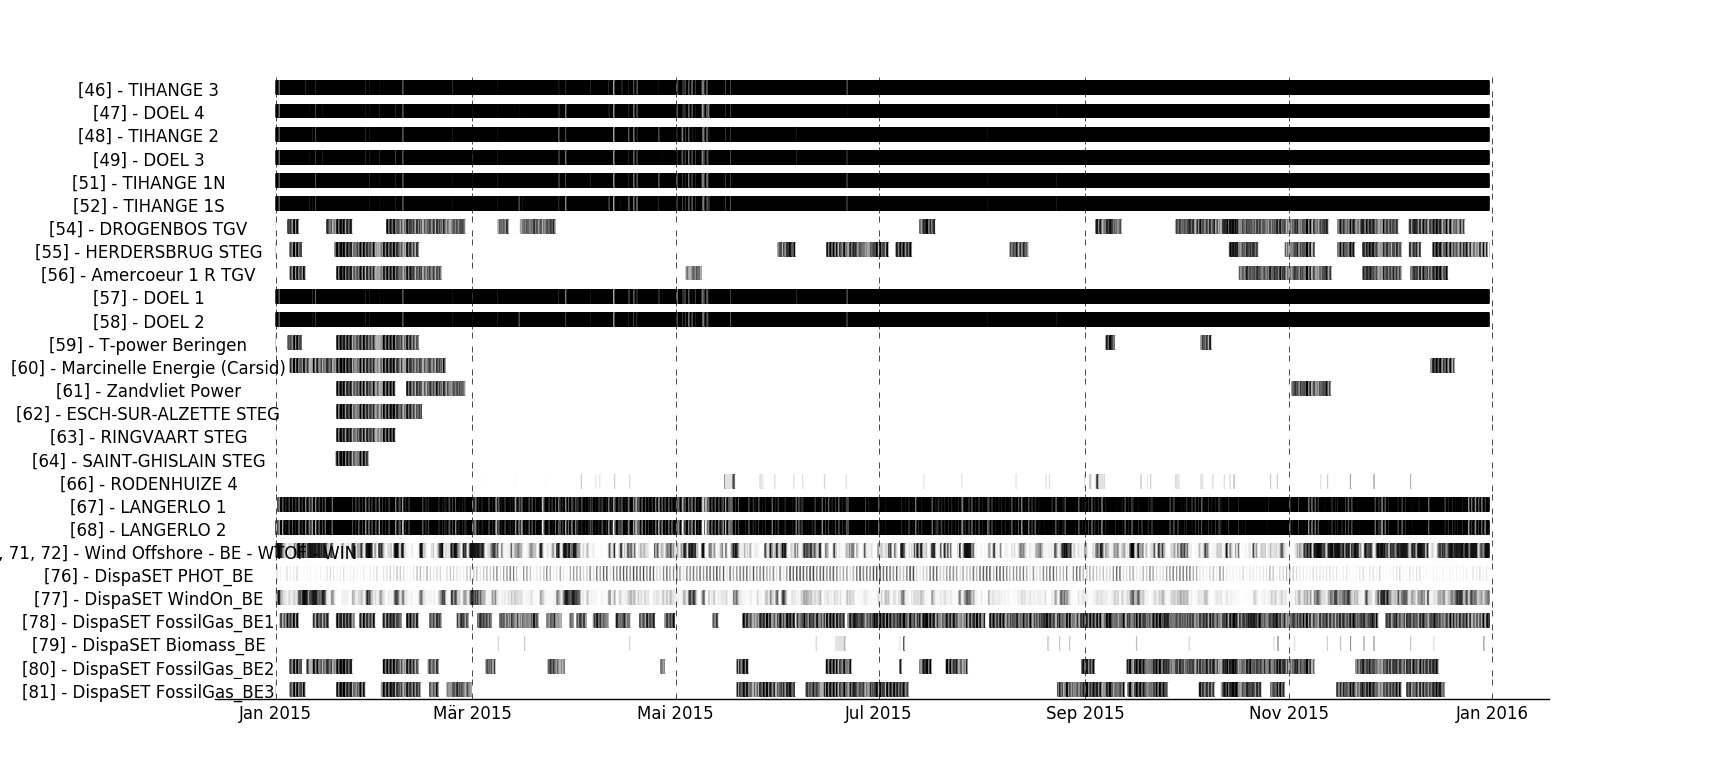 [46] - TIHANGE 3
[47] - DOEL 4
[48] - TIHANGE 2
[49] - DOEL 3
[51] - TIHANGE 1N
[52] - TIHANGE 1S
[54] - DROGENBOS TGV
[55] - HERDERSBRUG STEG
[56] - Amercoeur 1 R TGV
[57] - DOEL 1
[58] - DOEL 2
[59] - T-power Beringen
[60] - Marcinelle Energie (Carsid)
[61] - Zandvliet Power
[62] - ESCH-SUR-ALZETTE STEG
[63] - RINGVAART STEG
[64] - SAINT-GHISLAIN STEG
[66] - RODENHUIZE 4
[67] - LANGERLO 1
[68] - LANGERLO 2
, 71, 72] - Wind Offshore - BE - WTOF - WIN
[76] - DispaSET PHOT_BE
[77] - DispaSET WindOn_BE
[78] - DispaSET FossilGas_BE1
[79] - DispaSET Biomass_BE
[80] - DispaSET FossilGas_BE2
[81] - DispaSET FossilGas_BE3
Jan 2015 Mär 2015 Mai 2015 Jul 2015 Sep 2015 Nov 2015 Jan 2016